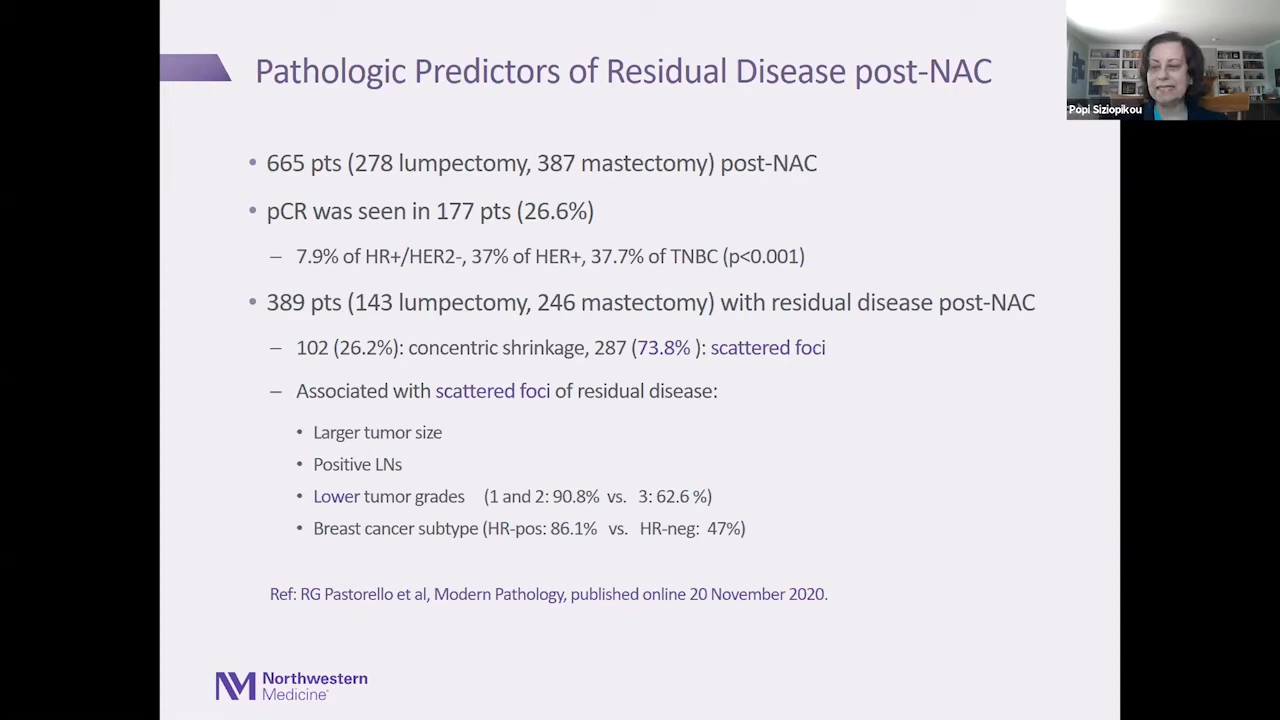 Pathologic Predictors of Residual Disease post-NAC
Popi Siziopikou
• 665 pts (278 lumpectomy, 387 mastectomy) post-NAC
• pCR was seen in 177 pts (26.6%)
– 7.9% of HR+/HER2-, 37% of HER+, 37.7% of TNBC (p<0.001)
• 389 pts (143 lumpectomy, 246 mastectomy) with residual disease post-NAC
– 102 (26.2%): concentric shrinkage, 287 (73.8% ): scattered foci
– Associated with scattered foci of residual disease:
• Larger tumor size
• Positive LNs
• Lower tumor grades (1 and 2: 90.8% vs. 3: 62.6 %)
• Breast cancer subtype (HR-pos: 86.1% vs. HR-neg: 47%)
Ref: RG Pastorello et al, Modern Pathology, published online 20 November 2020.
NM Northwestern
Medicine®